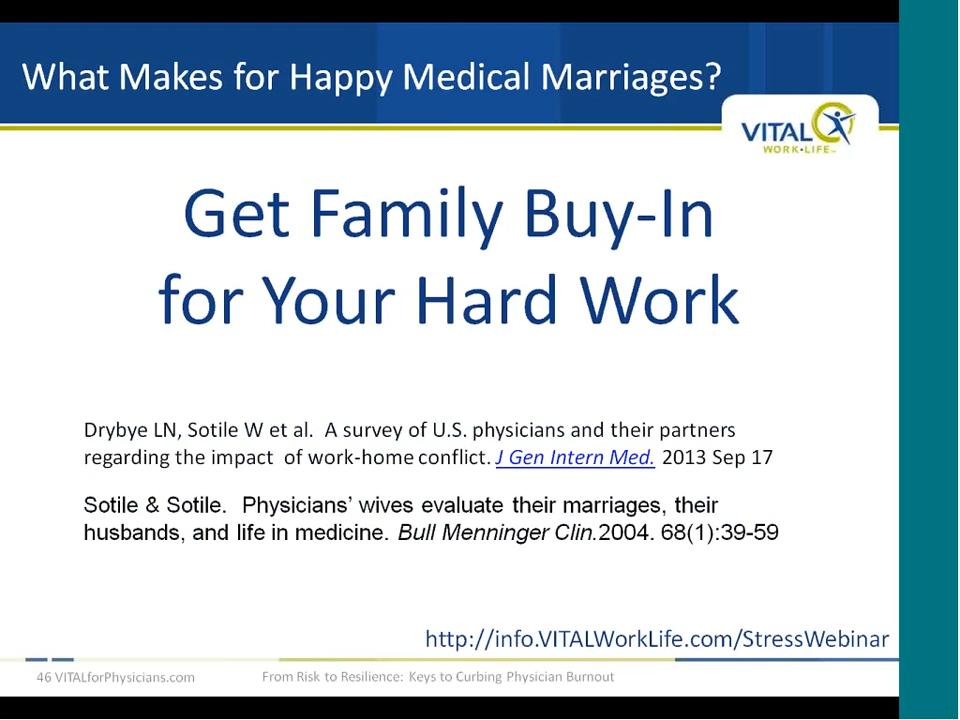 What Makes for Happy Medical Marriages?
VITAL
WORK•LIFE™
Get Family Buy-In
for Your Hard Work
Drybye LN, Sotile W et al.  A survey of U.S. physicians and their partners
regarding the impact  of work-home conflict. J Gen Intern Med. 2013 Sep 17
Sotile & Sotile.  Physicians’ wives evaluate their marriages, their
husbands, and life in medicine. Bull Menninger Clin.2004. 68(1):39-59
http://info.VITALWorkLife.com/StressWebinar
46 VITALforPhysicians.com
From Risk to Resilience: Keys to Curbing Physician Burnout